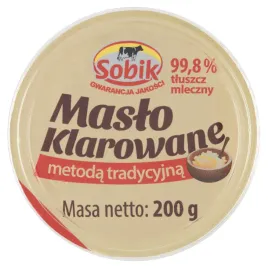 Sobik
GWARANCJA JAKOŚCI
99,8%
tłuszcz
mleczny
Masło
Klarowane
metodą tradycyjną
Masa netto: 200 g